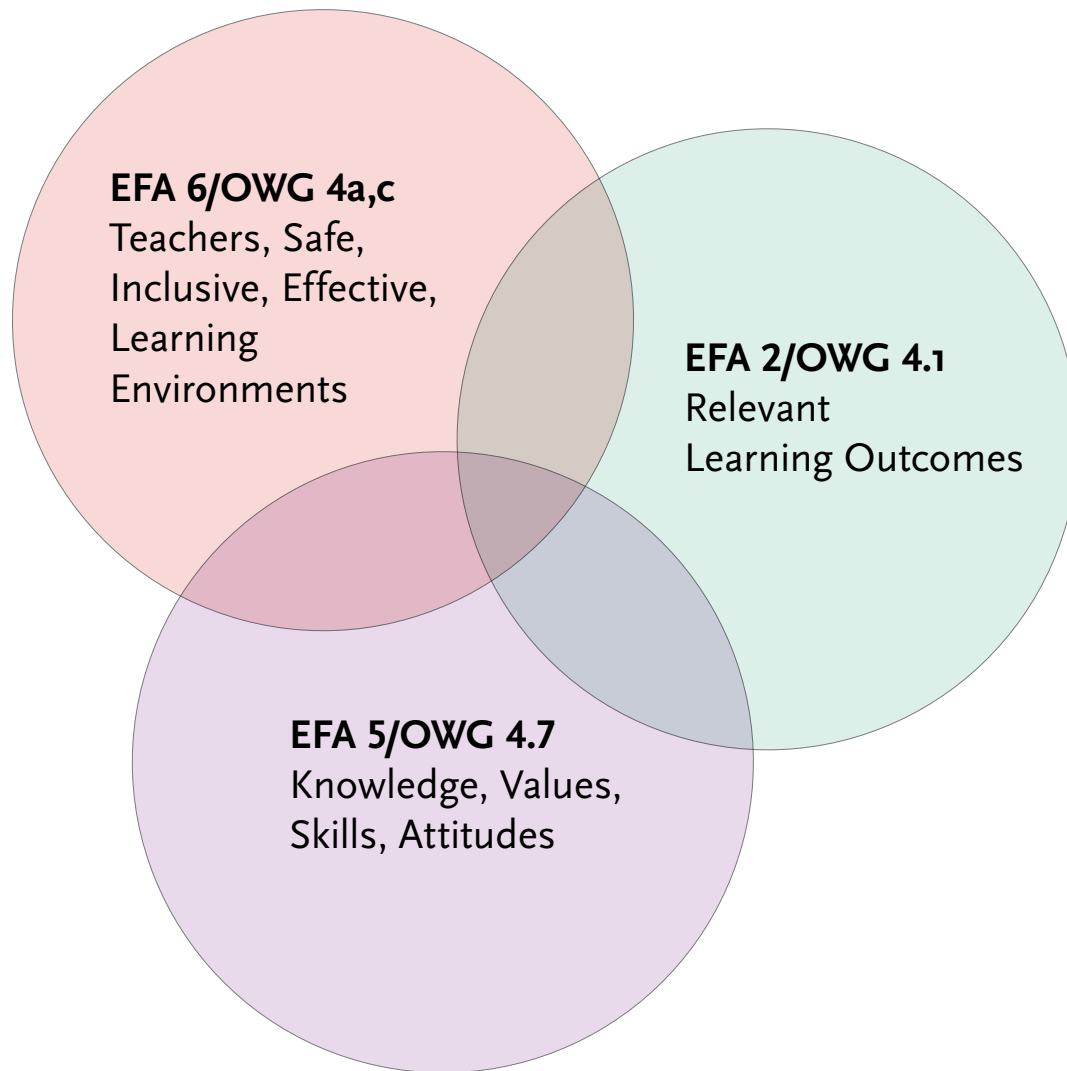 EFA 6/OWG 4a,c
Teachers, Safe,
Inclusive, Effective,
Learning
Environments
EFA 2/OWG 4.1
Relevant
Learning Outcomes
EFA 5/OWG 4.7
Knowledge, Values,
Skills, Attitudes